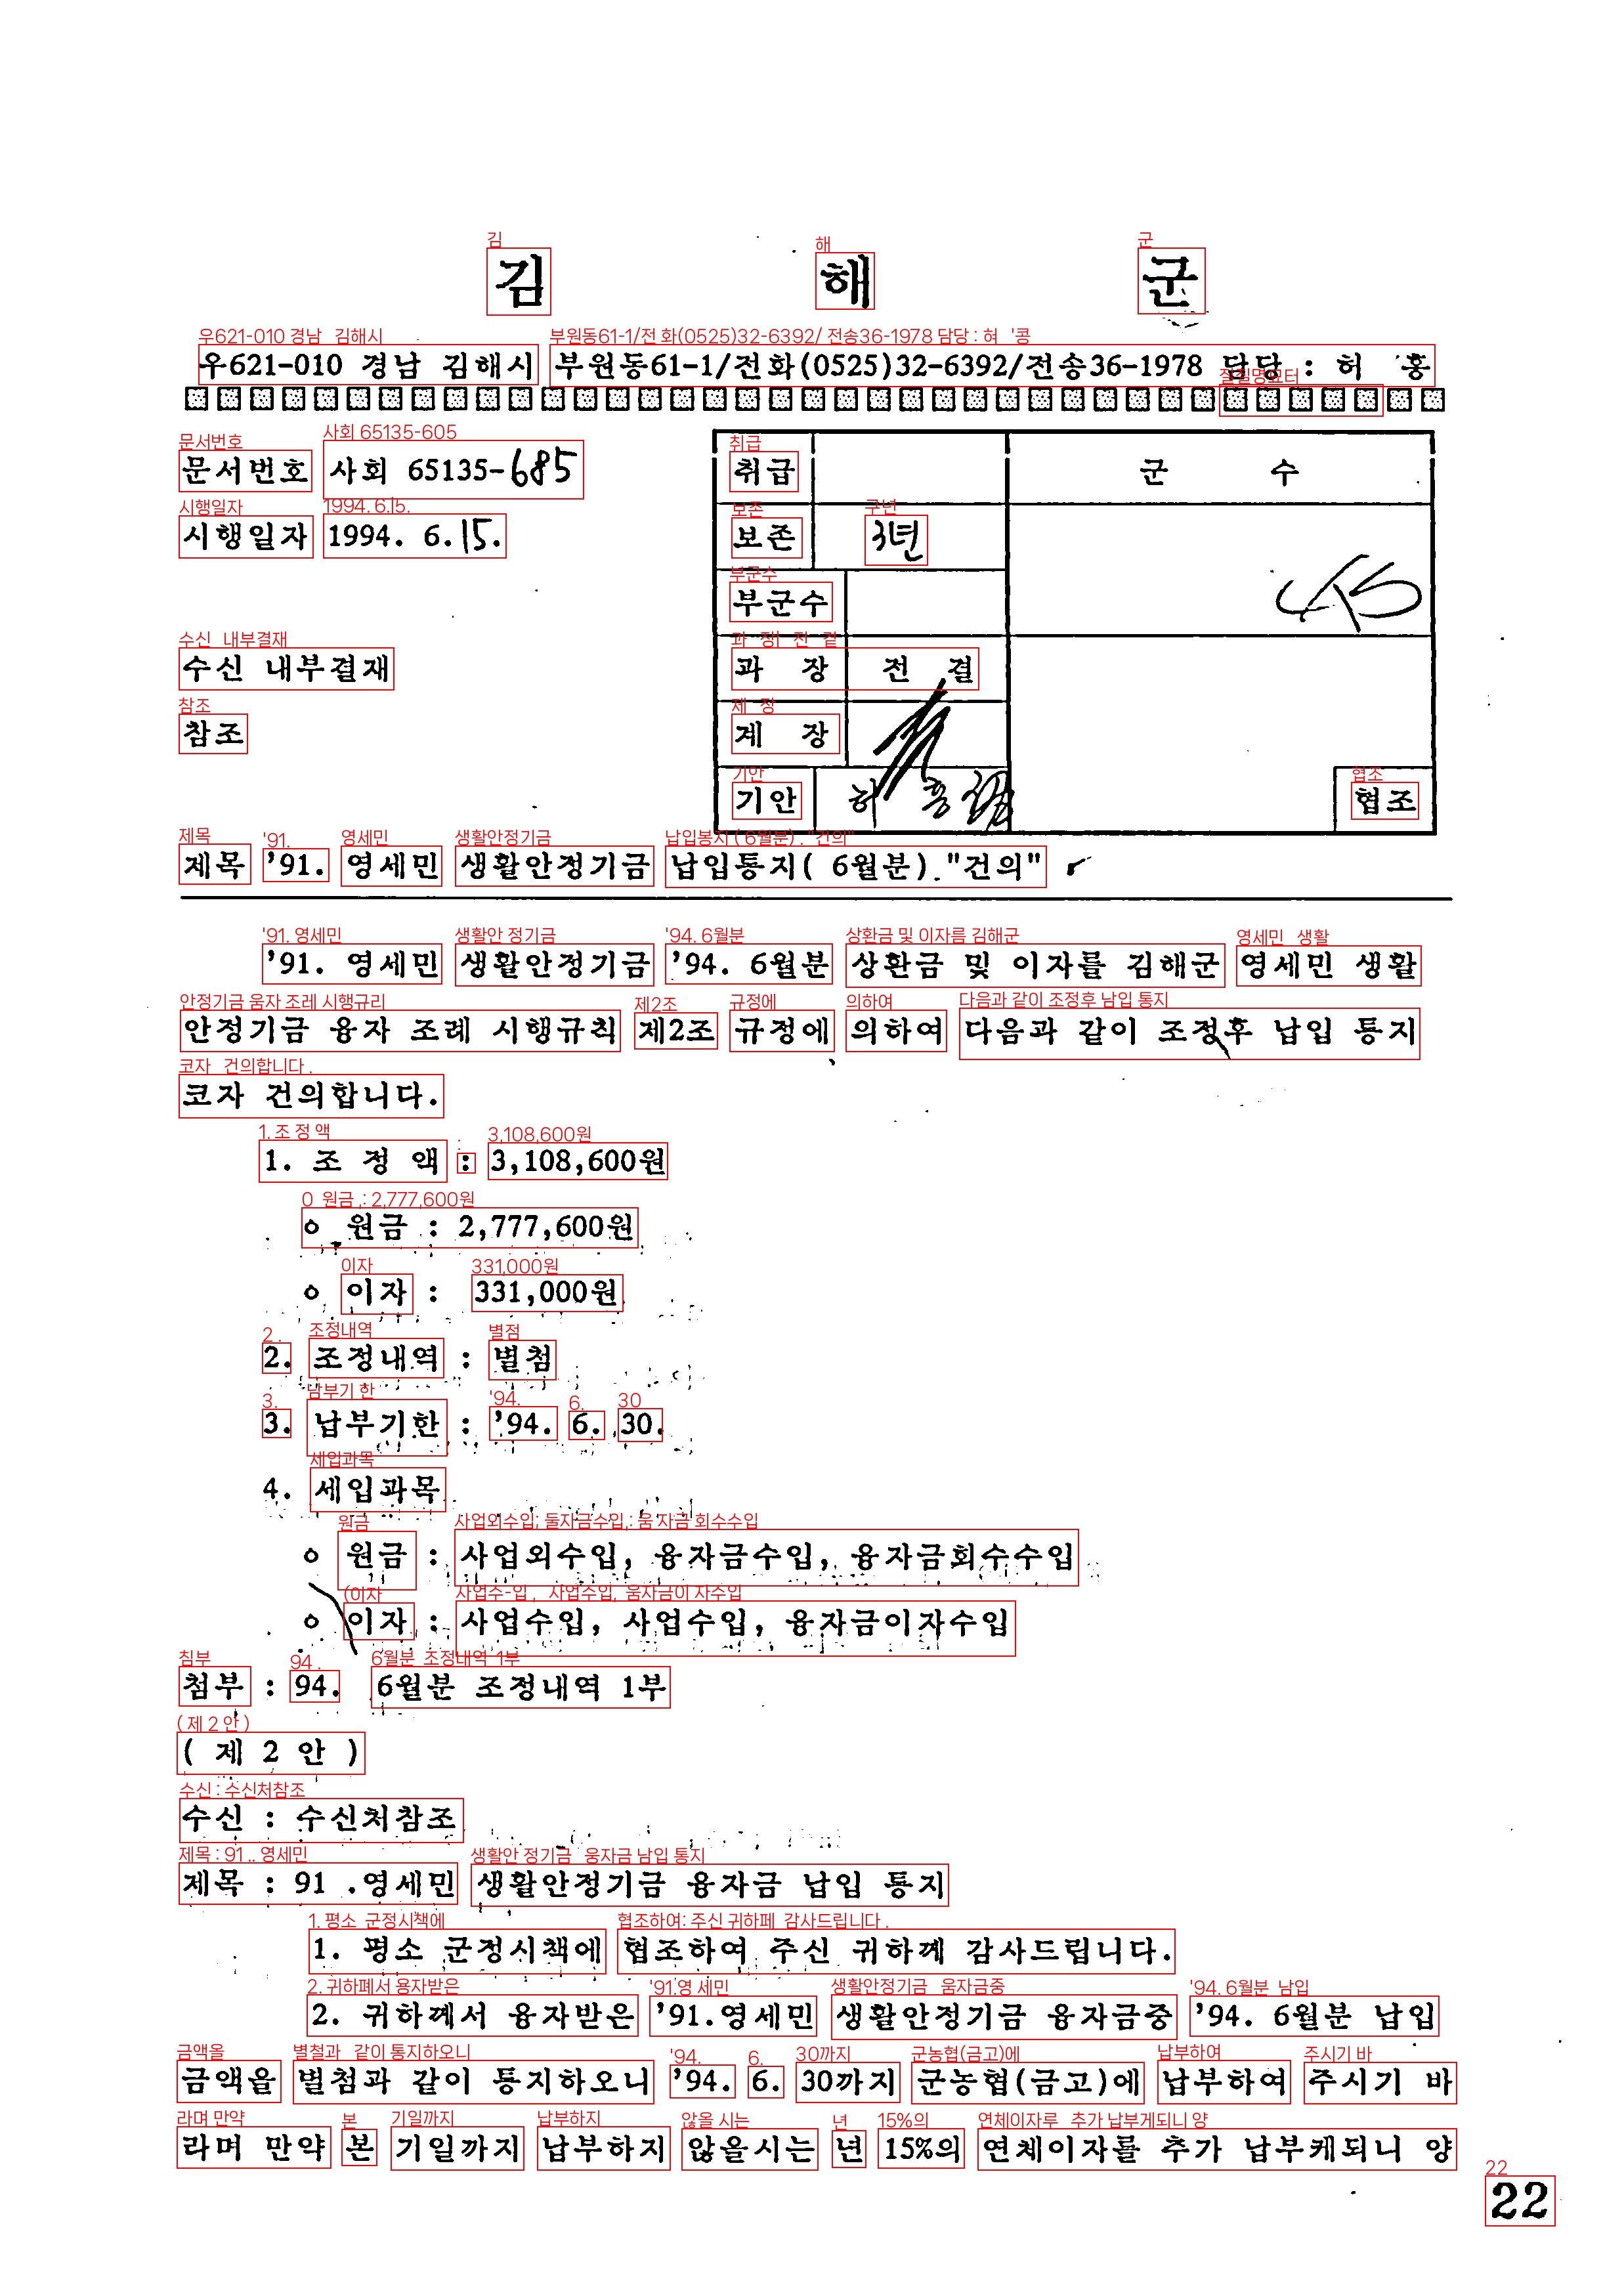 김 해 군
우621-010 경남 김해시 부원동61-1/전화(0525)32-6392/전송36-1978 담당 : 허 홍
문서번호 사회 65135-685
시행일자 1994. 6.15.
수신 내부결재
참조
취급 군 수
보존 3년
부군수
과 장 전 결
계 장
기안 허 홍
협조
제목 '91. 영세민 생활안정기금 납입통지( 6월분)."건의"
'91. 영세민 생활안정기금 '94. 6월분 상환금 및 이자를 김해군 영세민 생활
안정기금 융자 조례 시행규칙 제2조 규정에 의하여 다음과 같이 조정후 납입 통지
코자 건의합니다.
1. 조 정 액 : 3,108,600원
o 원금 : 2,777,600원
o 이자 : 331,000원
2. 조정내역 : 별첨
3. 납부기한 : '94. 6. 30.
4. 세입과목
o 원금 : 사업외수입, 융자금수입, 융자금회수수입
o 이자 : 사업수입, 사업수입, 융자금이자수입
첨부 : 94. 6월분 조정내역 1부
( 제 2 안 )
수신 : 수신처참조
제목 : 91 .영세민 생활안정기금 융자금 납입 통지
1. 평소 군정시책에 협조하여 주신 귀하께 감사드립니다.
2. 귀하께서 융자받은 '91.영세민 생활안정기금 융자금중 '94. 6월분 납입
금액을 별첨과 같이 통지하오니 '94. 6. 30까지 군농협(금고)에 납부하여 주시기 바
라며 만약 본 기일까지 납부하지 않을시는 년 15%의 연체이자를 추가 납부케되니 양
22